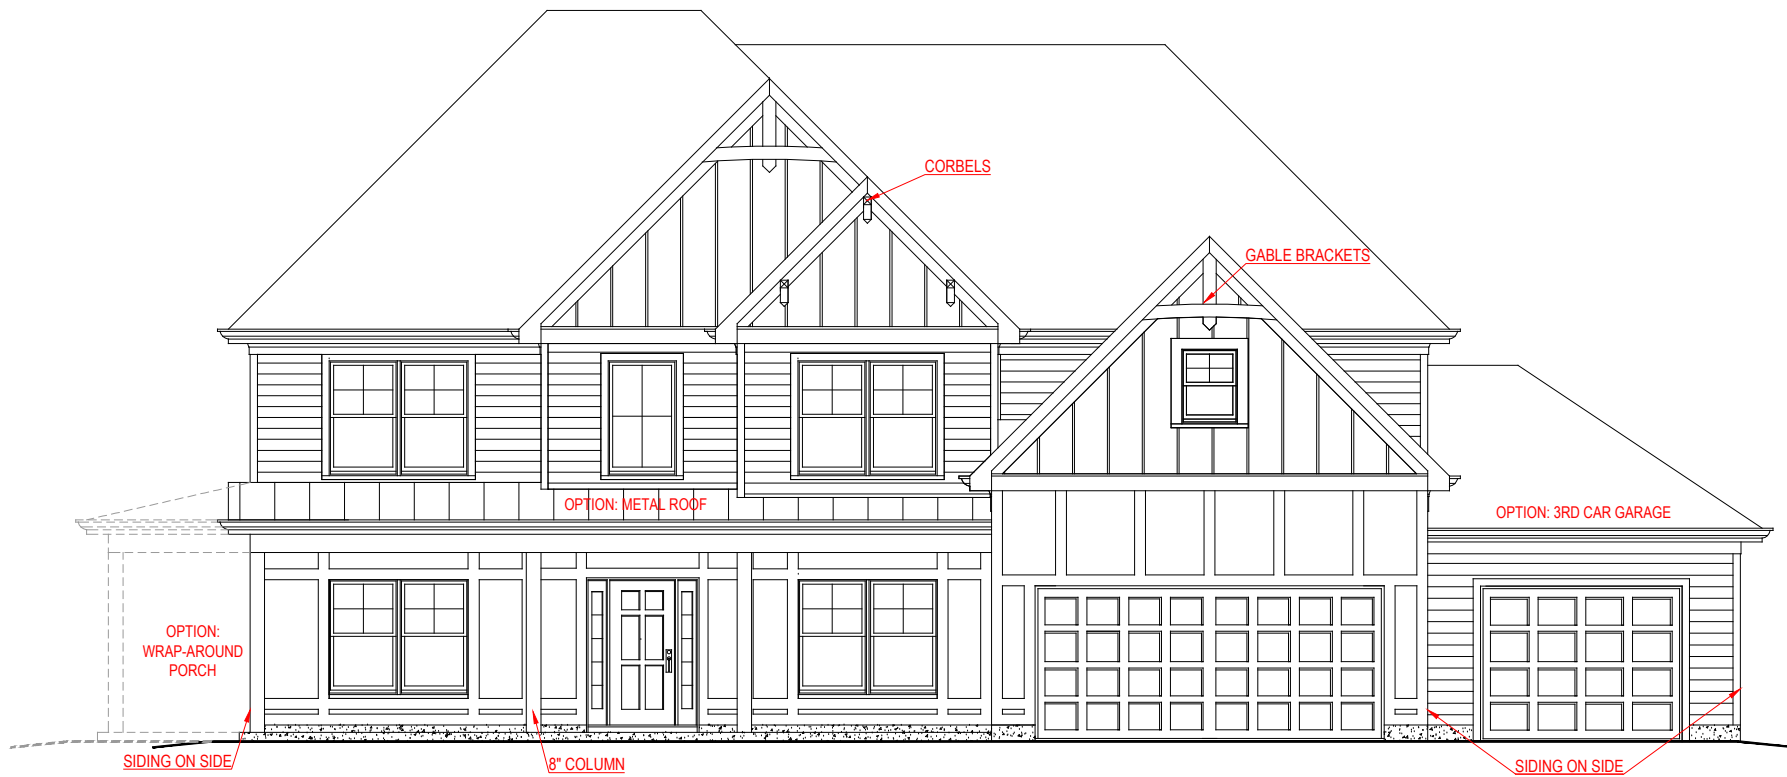 CORBELS
GABLE BRACKETS
OPTION: METAL ROOF
OPTION: 3RD CAR GARAGE
OPTION:
WRAP-AROUND
PORCH
SIDING ON SIDE
8" COLUMN
SIDING ON SIDE